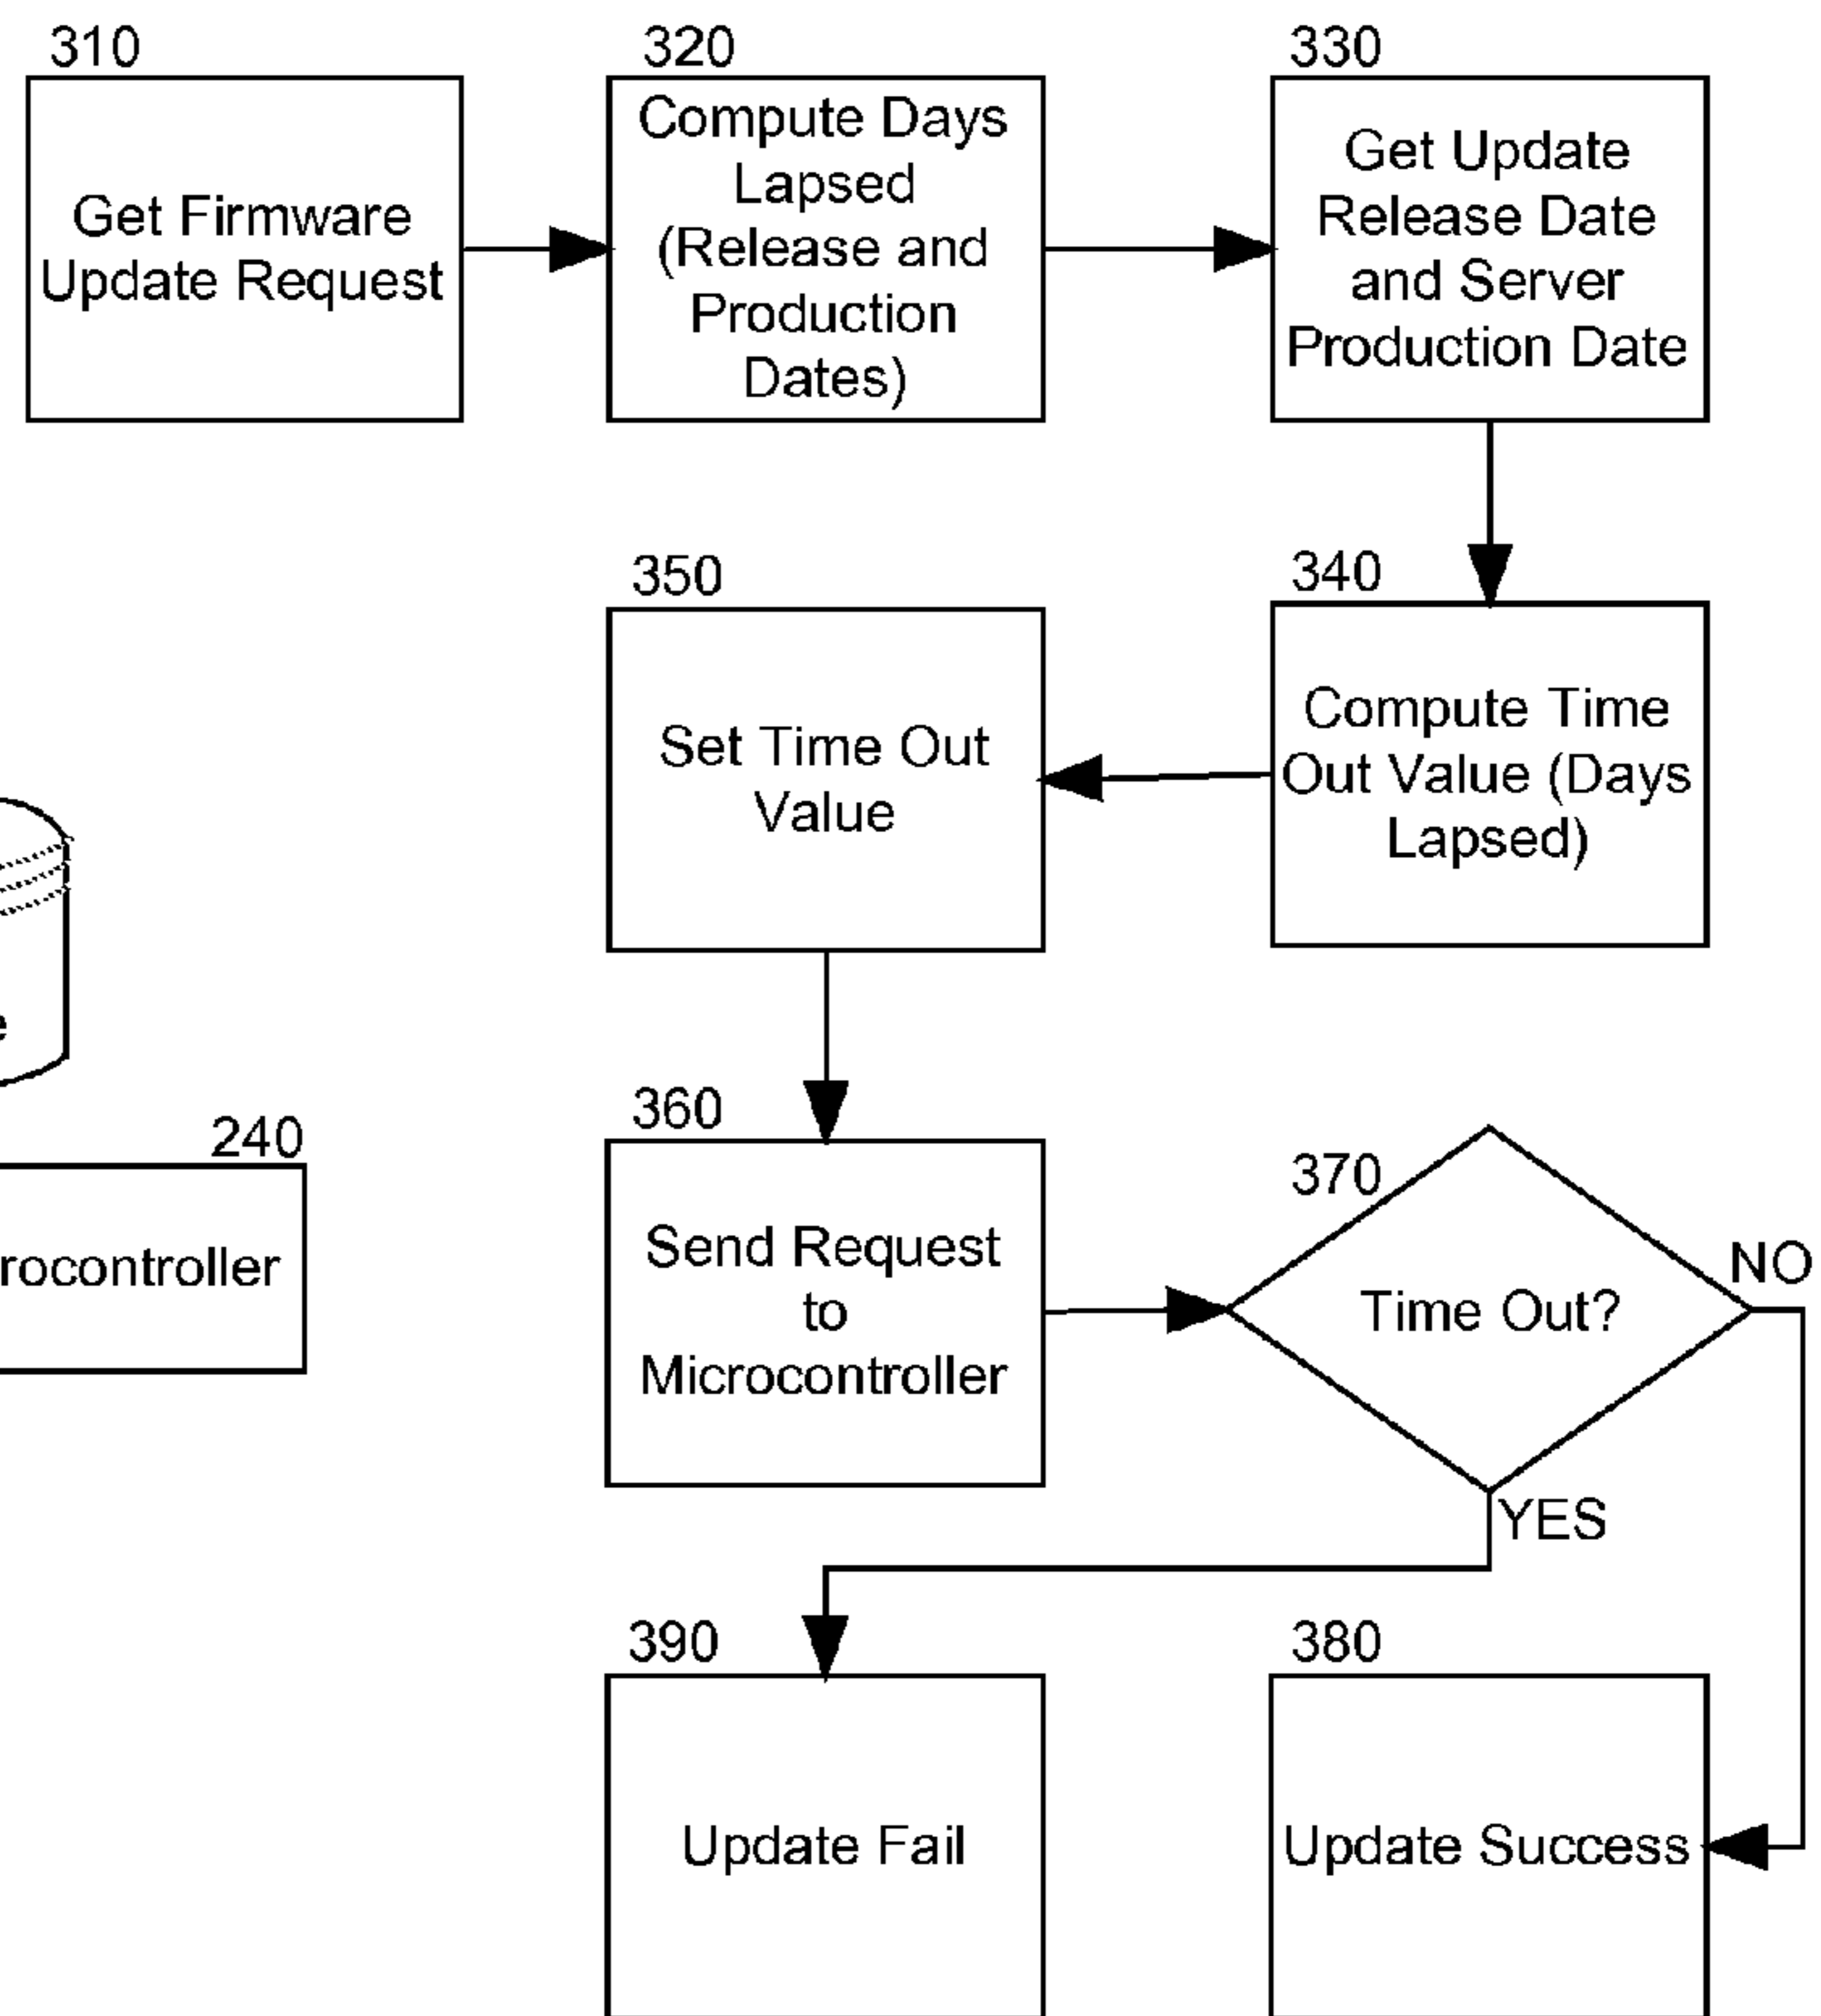 310
Get Firmware
Update Request
320
Compute Days
Lapsed
(Release and
Production
Dates)
330
Get Update
Release Date
and Server
Production Date
340
Compute Time
Out Value (Days
Lapsed)
350
Set Time Out
Value
240
rocontroller
360
Send Request
to
Microcontroller
370
Time Out?
NO
YES
390
Update Fail
380
Update Success